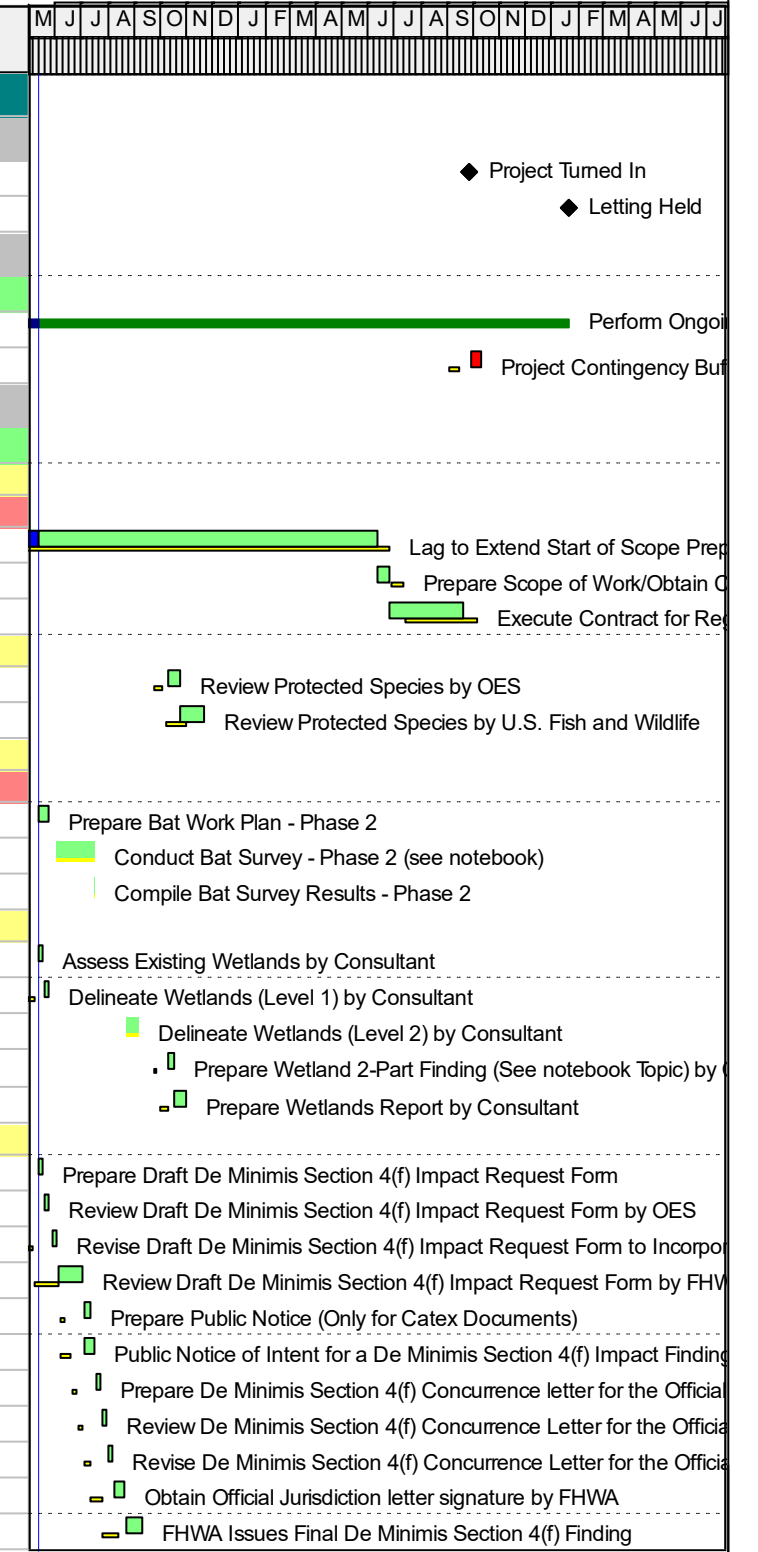 M J J A S O N D J F M A M J J A S O N D J F M A M J J
Project Turned In
Letting Held
Perform Ongoi
Project Contingency Buf
Lag to Extend Start of Scope Prep
Prepare Scope of Work/Obtain C
Execute Contract for Reg
Review Protected Species by OES
Review Protected Species by U.S. Fish and Wildlife
Prepare Bat Work Plan - Phase 2
Conduct Bat Survey - Phase 2 (see notebook)
Compile Bat Survey Results - Phase 2
Assess Existing Wetlands by Consultant
Delineate Wetlands (Level 1) by Consultant
Delineate Wetlands (Level 2) by Consultant
Prepare Wetland 2-Part Finding (See notebook Topic) by C
Prepare Wetlands Report by Consultant
Prepare Draft De Minimis Section 4(f) Impact Request Form
Review Draft De Minimis Section 4(f) Impact Request Form by OES
Revise Draft De Minimis Section 4(f) Impact Request Form to Incorpor
Review Draft De Minimis Section 4(f) Impact Request Form by FHW
Prepare Public Notice (Only for Catex Documents)
Public Notice of Intent for a De Minimis Section 4(f) Impact Finding
Prepare De Minimis Section 4(f) Concurrence letter for the Official
Review De Minimis Section 4(f) Concurrence Letter for the Officia
Revise De Minimis Section 4(f) Concurrence Letter for the Officia
Obtain Official Jurisdiction letter signature by FHWA
FHWA Issues Final De Minimis Section 4(f) Finding